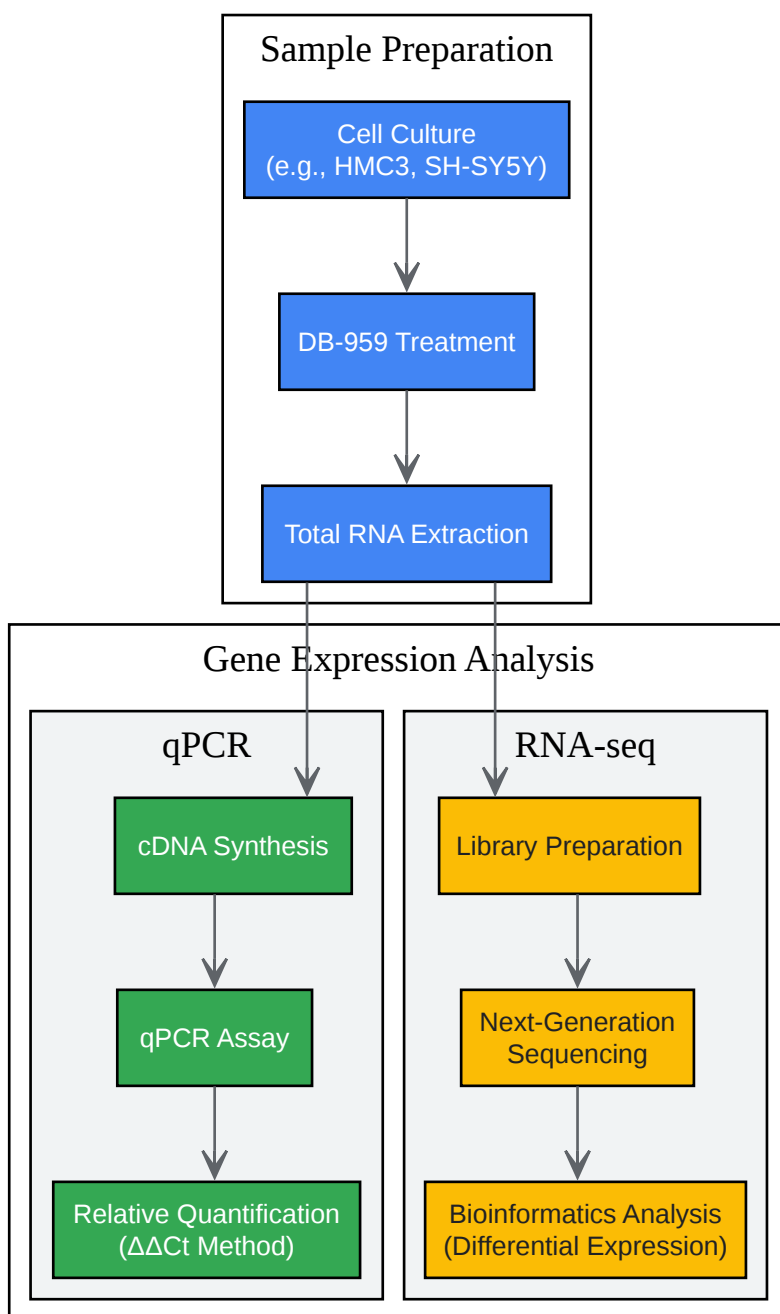 Sample Preparation
Cell Culture
(e.g., HMC3, SH-SY5Y)
DB-959 Treatment
Total RNA Extraction
Gene Expression Analysis
qPCR
cDNA Synthesis
qPCR Assay
Relative Quantification
(ΔΔCt Method)
RNA-seq
Library Preparation
Next-Generation
Sequencing
Bioinformatics Analysis
(Differential Expression)